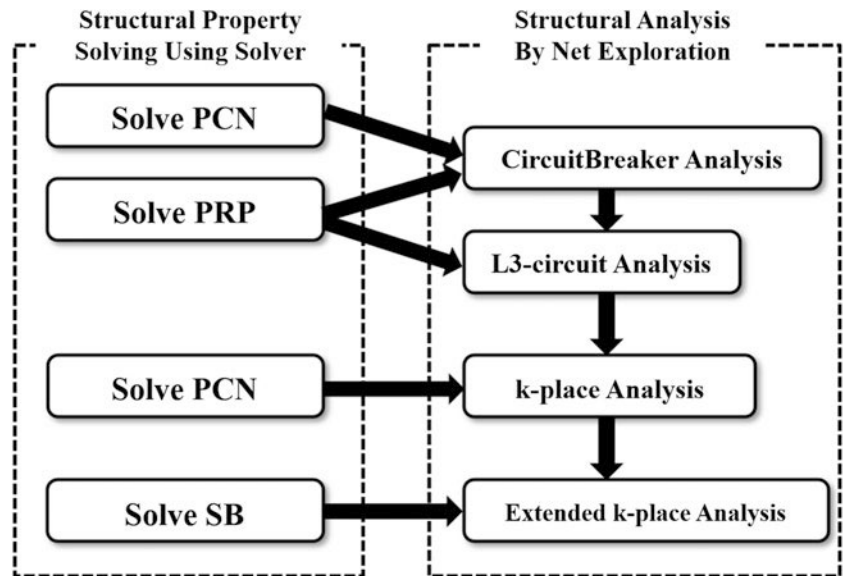 Structural Property
Solving Using Solver
Solve PCN
Solve PRP
Solve PCN
Solve SB
Structural Analysis
By Net Exploration
CircuitBreaker Analysis
L3-circuit Analysis
k-place Analysis
Extended k-place Analysis